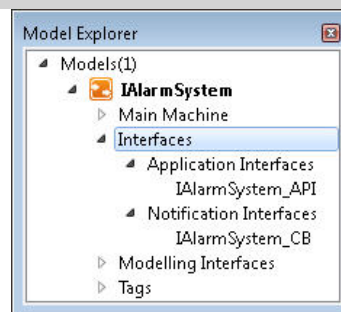 Model Explorer
Models(1)
IAlarmSystem
Main Machine
Interfaces
Application Interfaces
IAlarmSystem_API
Notification Interfaces
IAlarmSystem_CB
Modelling Interfaces
Tags